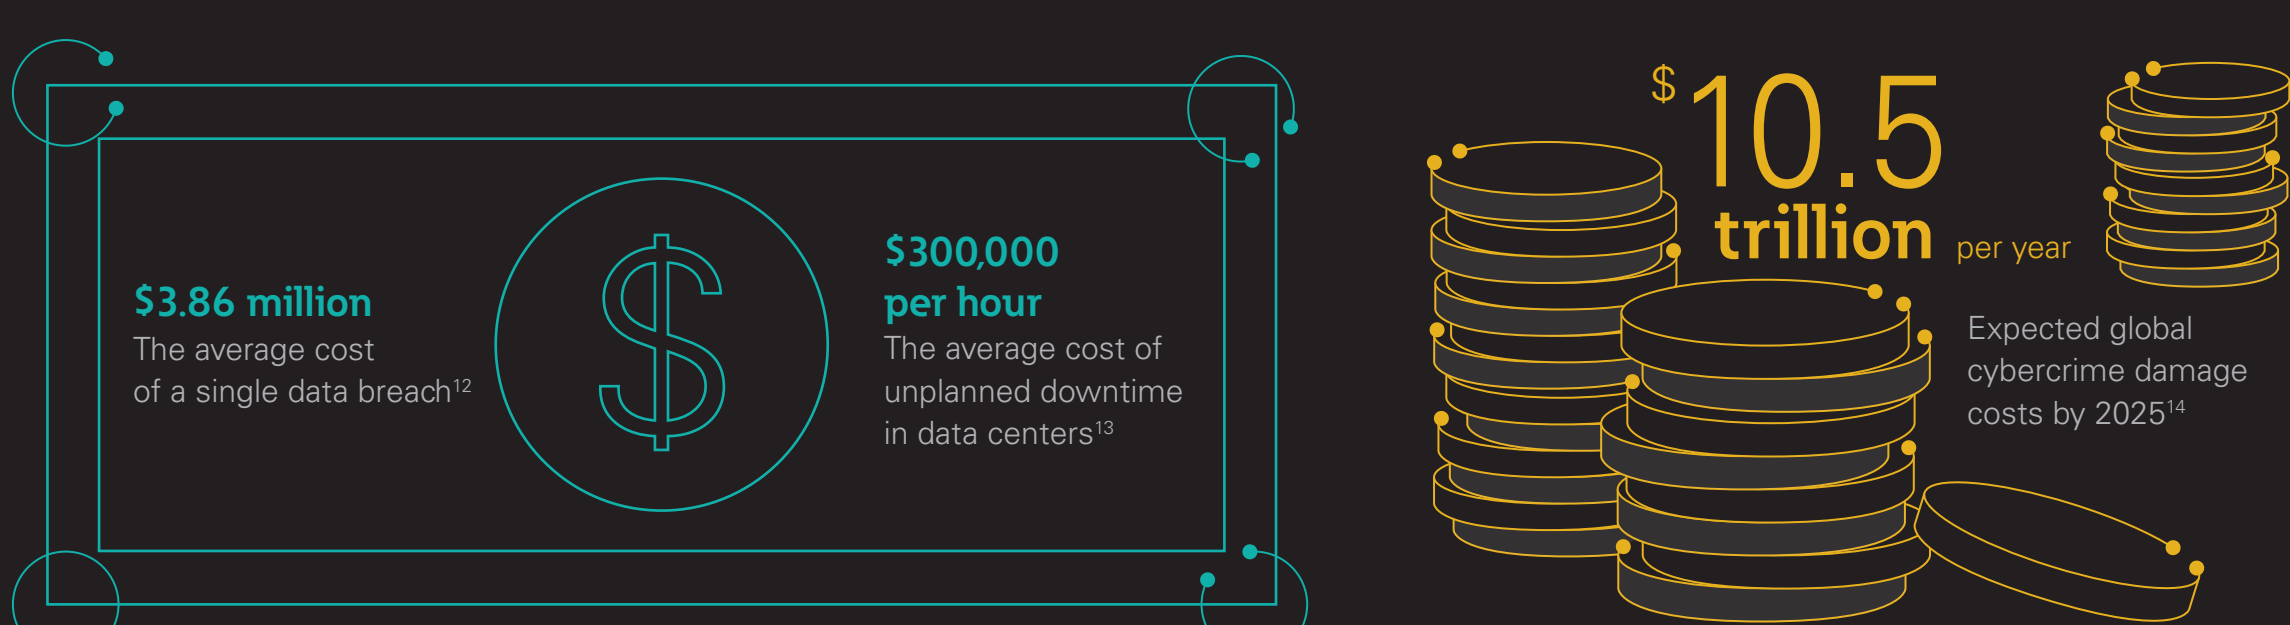 $3.86 million
The average cost
of a single data breach12
$
$300,000
per hour
The average cost of
unplanned downtime
in data centers13
$10.5
trillion per year
Expected global
cybercrime damage
costs by 202514